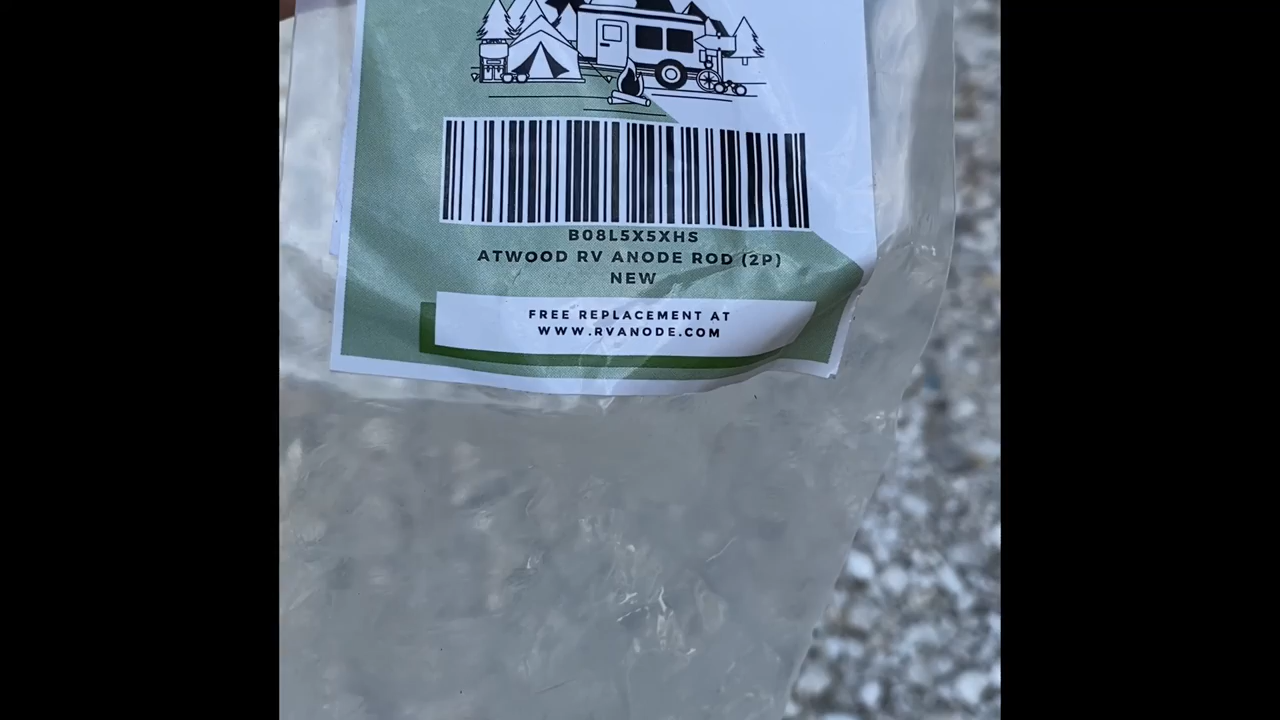 B08L5X5XHS
ATWOOD RV ANODE ROD (2P)
NEW
FREE REPLACEMENT AT
WWW.RVANODE.COM